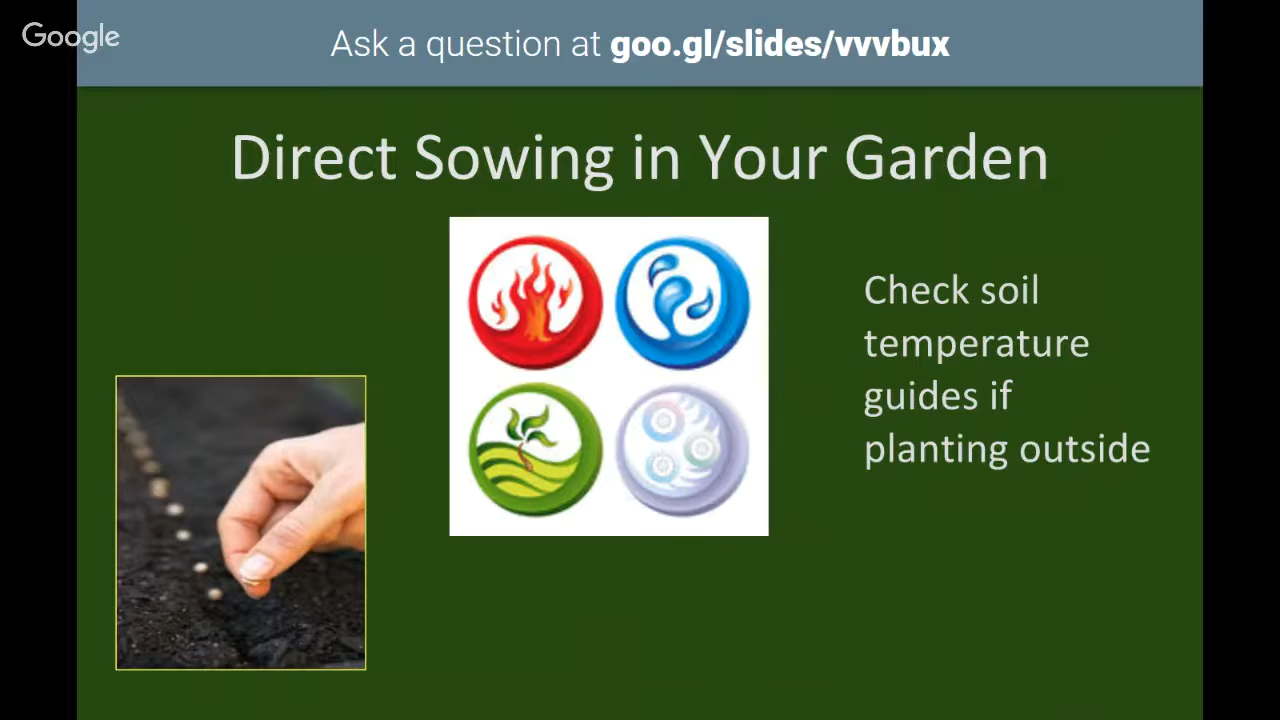 Google
Ask a question at goo.gl/slides/vvvbux
Direct Sowing in Your Garden
Check soil
temperature
guides if
planting outside